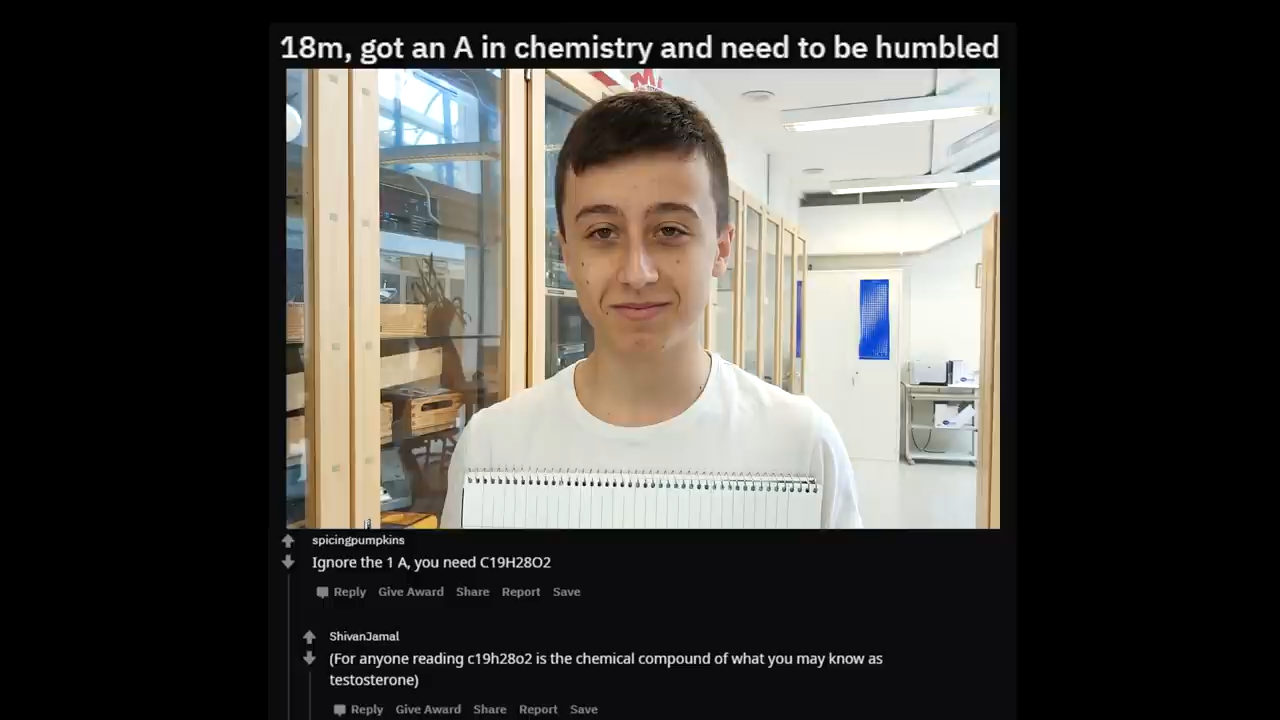 18m, got an A in chemistry and need to be humbled
spicingpumpkins
Ignore the 1 A, you need C19H28O2
Reply Give Award Share Report Save
ShivanJamal
(For anyone reading c19h28o2 is the chemical compound of what you may know as
testosterone)
Reply Give Award Share Report Save